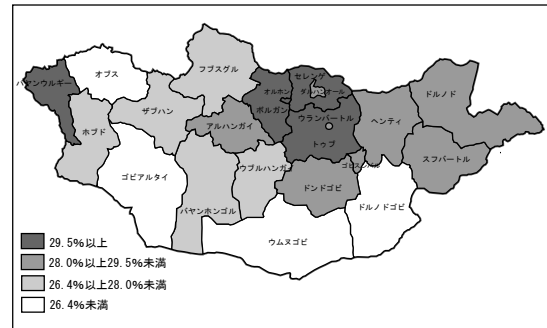 オブス
フブスグル
セレンゲ
バヤンウルギー
オルホン
ダルハンオール
ドルノド
ザブハン
ボルガン
ウランバートル
ヘンティ
ホブド
アルハンガイ
トゥブ
スフバートル
ウブルハンガイ
ゴビスンベル
ゴビアルタイ
ドンドゴビ
バヤンホンゴル
ドルノドゴビ
ウムヌゴビ
29.5%以上
28.0%以上29.5%未満
26.4%以上28.0%未満
26.4%未満